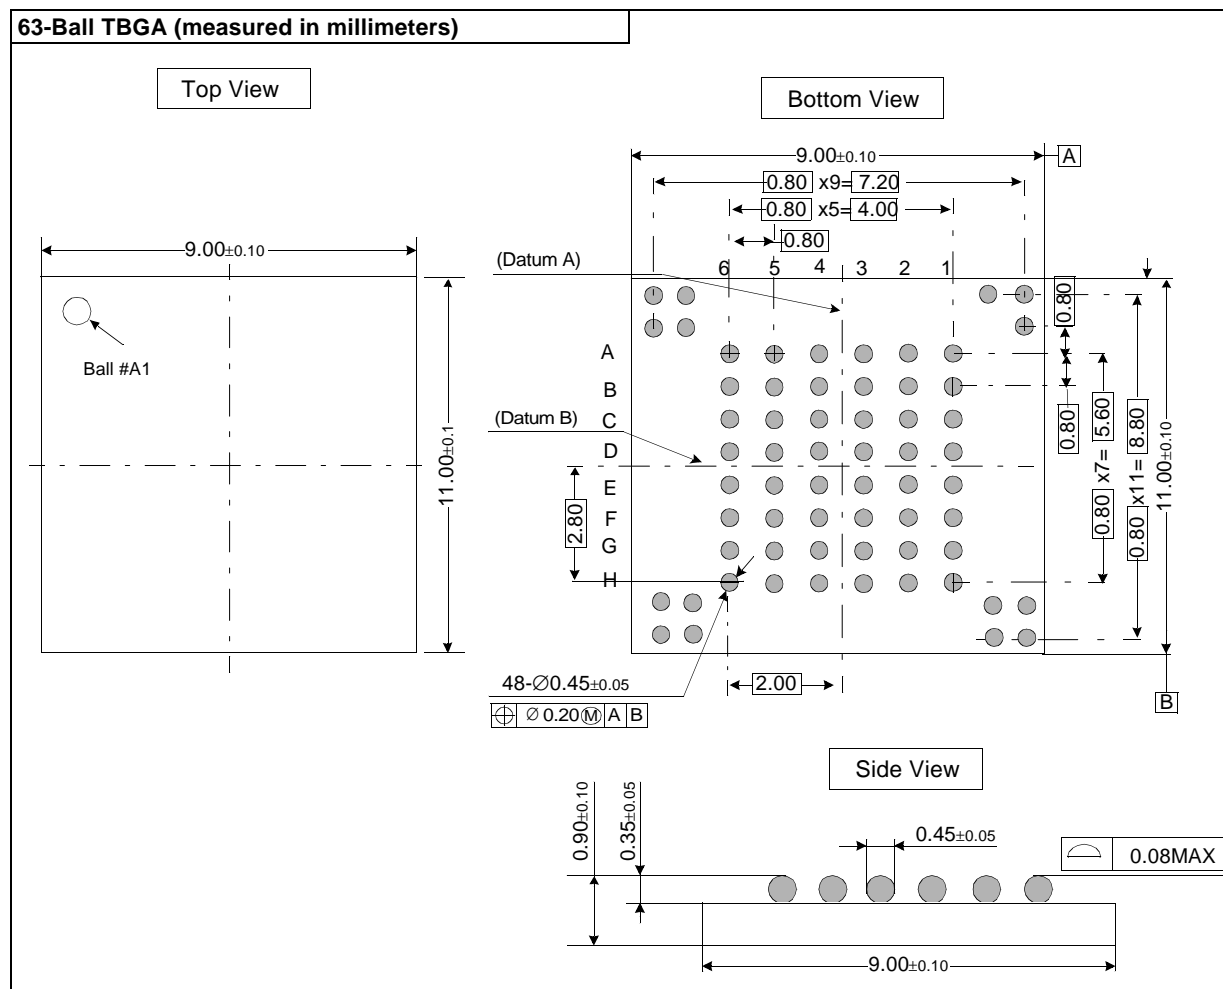 63-Ball TBGA (measured in millimeters)
Top View
Bottom View
9.00±0.10
A
0.80 x9= 7.20
0.80 x5= 4.00
0.80
9.00±0.10
(Datum A)
6 5 4 3 2 1
0.80
Ball #A1
A
B
(Datum B)
C
D
E
F
G
H
11.00±0.1
2.80
0.80
0.80 x7= 5.60
0.80 x11= 8.80
11.00±0.10
48-∅0.45±0.05
2.00
⌖ ∅ 0.20 Ⓜ A B
B
Side View
0.90±0.10
0.35±0.05
0.45±0.05
0.08MAX
9.00±0.10